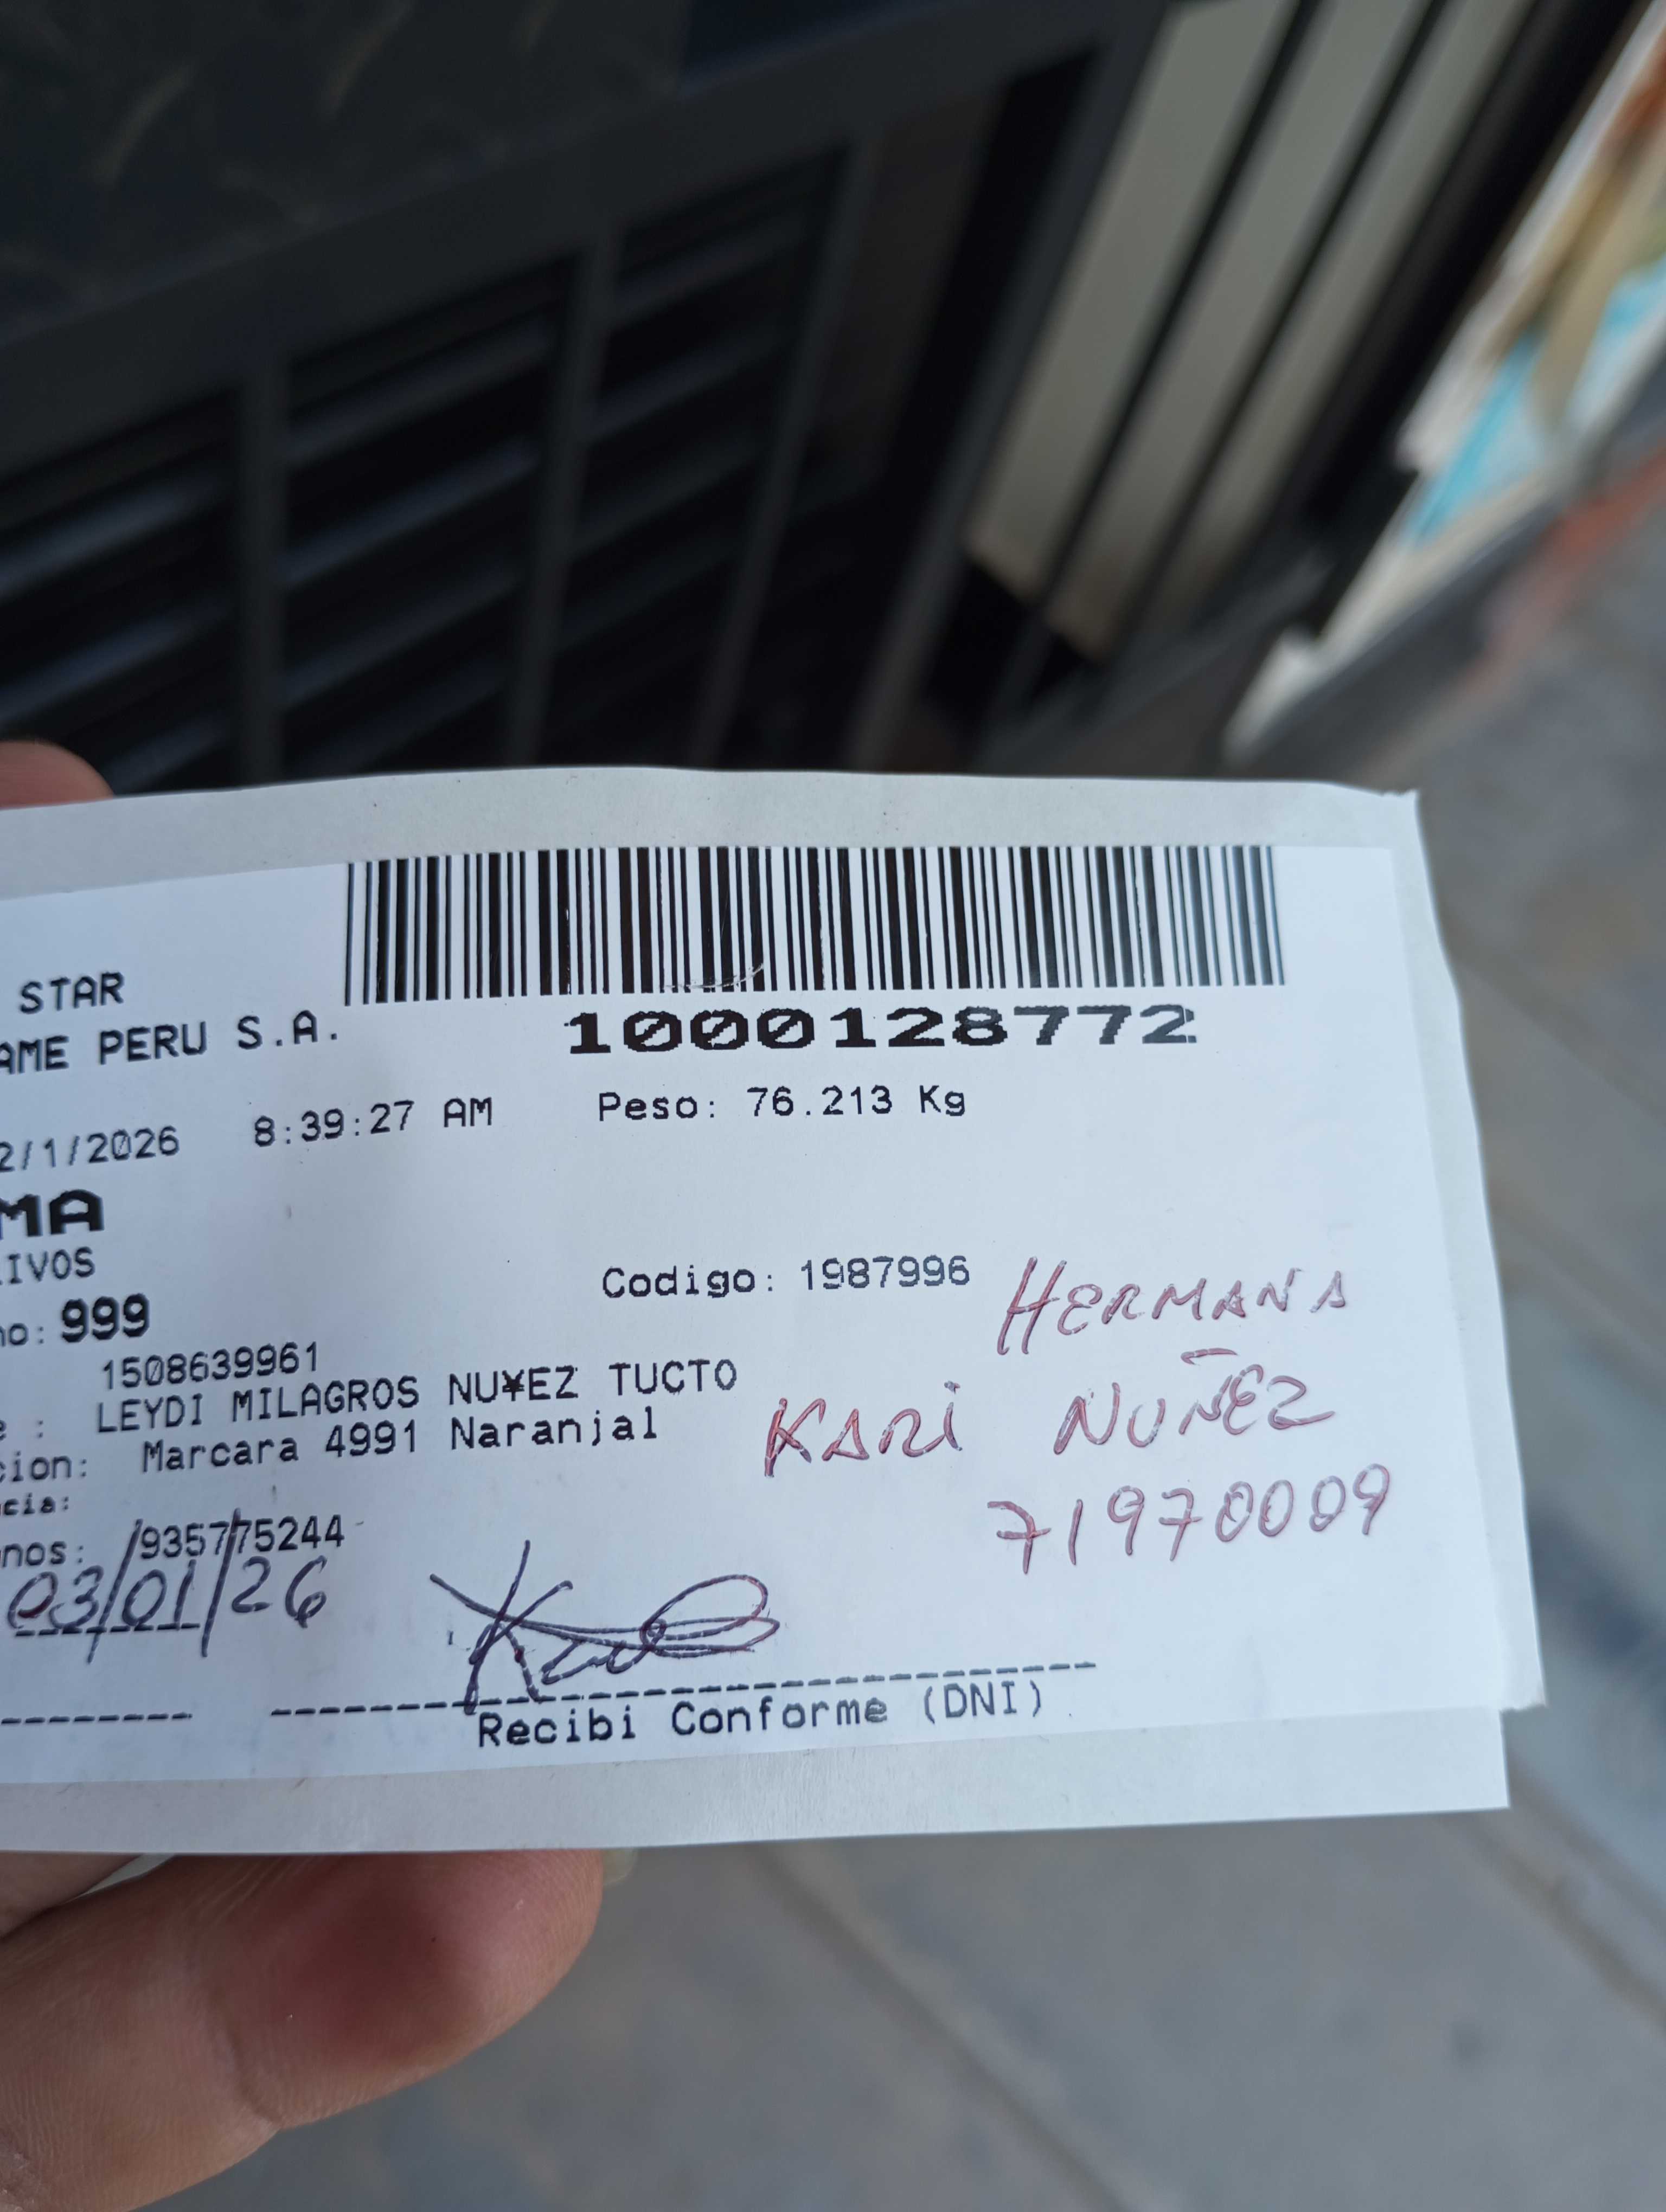 STAR
AME PERU S.A.
1000128772
2/1/2026 8:39:27 AM Peso: 76.213 Kg
MA
LIVOS
Codigo: 1987996
no: 999
1508639961
e : LEYDI MILAGROS NU¥EZ TUCTO
cion: Marcara 4991 Naranjal
cia:
nos: /935775244
HERMANA
KARI NUÑEZ
71970009
03/01/26
Recibi Conforme (DNI)